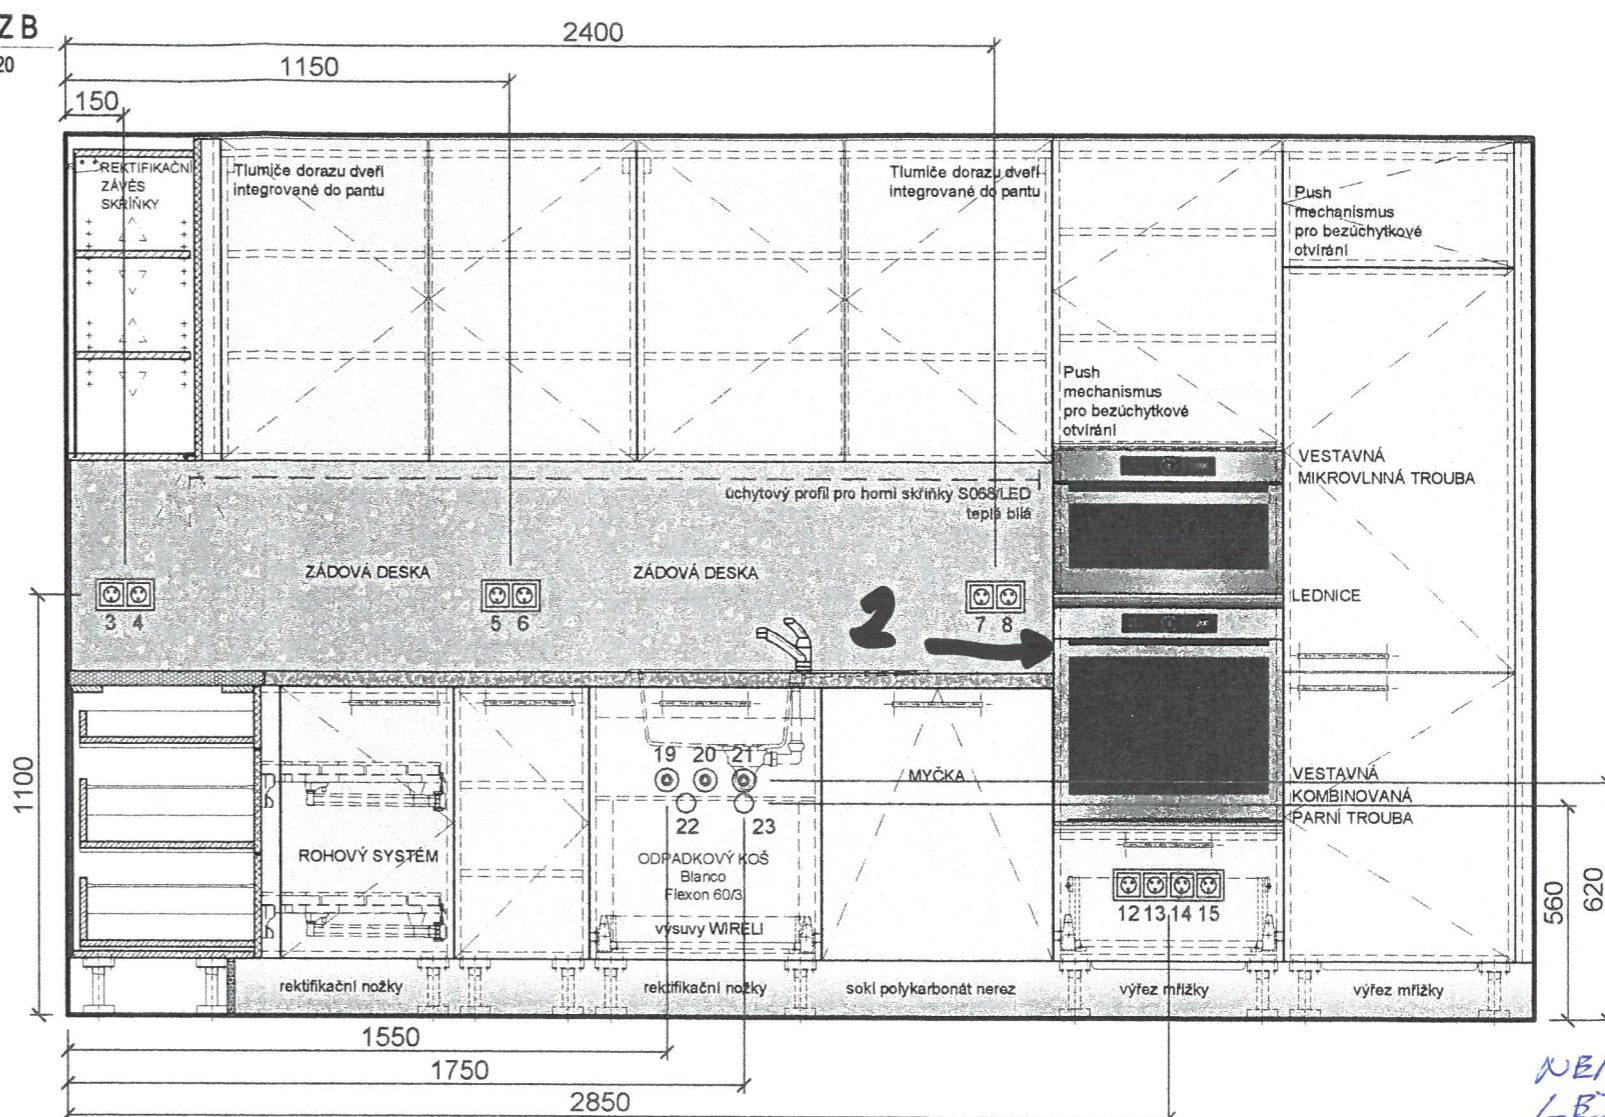 Z B
20
2400
1150
150
REKTIFIKAČNÍ
ZÁVĚS
SKŘÍŇKY
Tlumiče dorazu dveří
integrované do pantu
Tlumiče dorazu dveří
integrované do pantu
Push
mechanismus
pro bezúchytkové
otvírání
Push
mechanismus
pro bezúchytkové
otvírání
VESTAVNÁ
MIKROVLNNÁ TROUBA
úchytový profil pro horní skříňky S068/LED
teplá bílá
ZÁDOVÁ DESKA
ZÁDOVÁ DESKA
LEDNICE
3 4
5 6
7 8
1100
19 20 21
22 23
MYČKA
VESTAVNÁ
KOMBINOVANÁ
PARNÍ TROUBA
ROHOVÝ SYSTÉM
ODPADKOVÝ KOŠ
Blanco
Flexon 60/3
výsuvy WIRELI
12 13 14 15
560
620
rektifikační nožky
rektifikační nožky
sokl polykarbonát nerez
výřez mřížky
výřez mřížky
1550
1750
2850